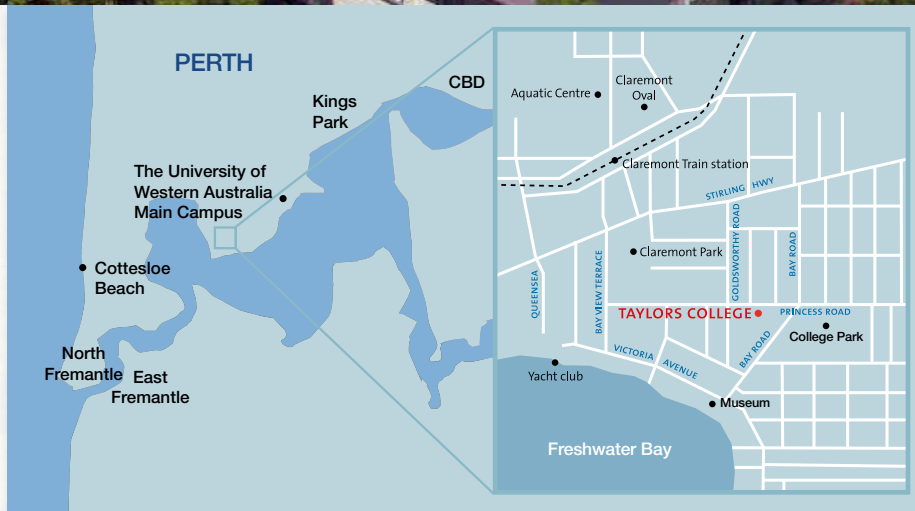 PERTH
CBD
Kings
Park
The University of
Western Australia
Main Campus
Cottesloe
Beach
North
Fremantle
East
Fremantle
Aquatic Centre
Claremont
Oval
Claremont Train station
STIRLING HWY
Claremont Park
GOLDSWORTHY ROAD
BAY ROAD
QUEENSEA
BAY VIEW TERRACE
TAYLORS COLLEGE
PRINCESS ROAD
College Park
BAY ROAD
VICTORIA AVENUE
Yacht club
Museum
Freshwater Bay